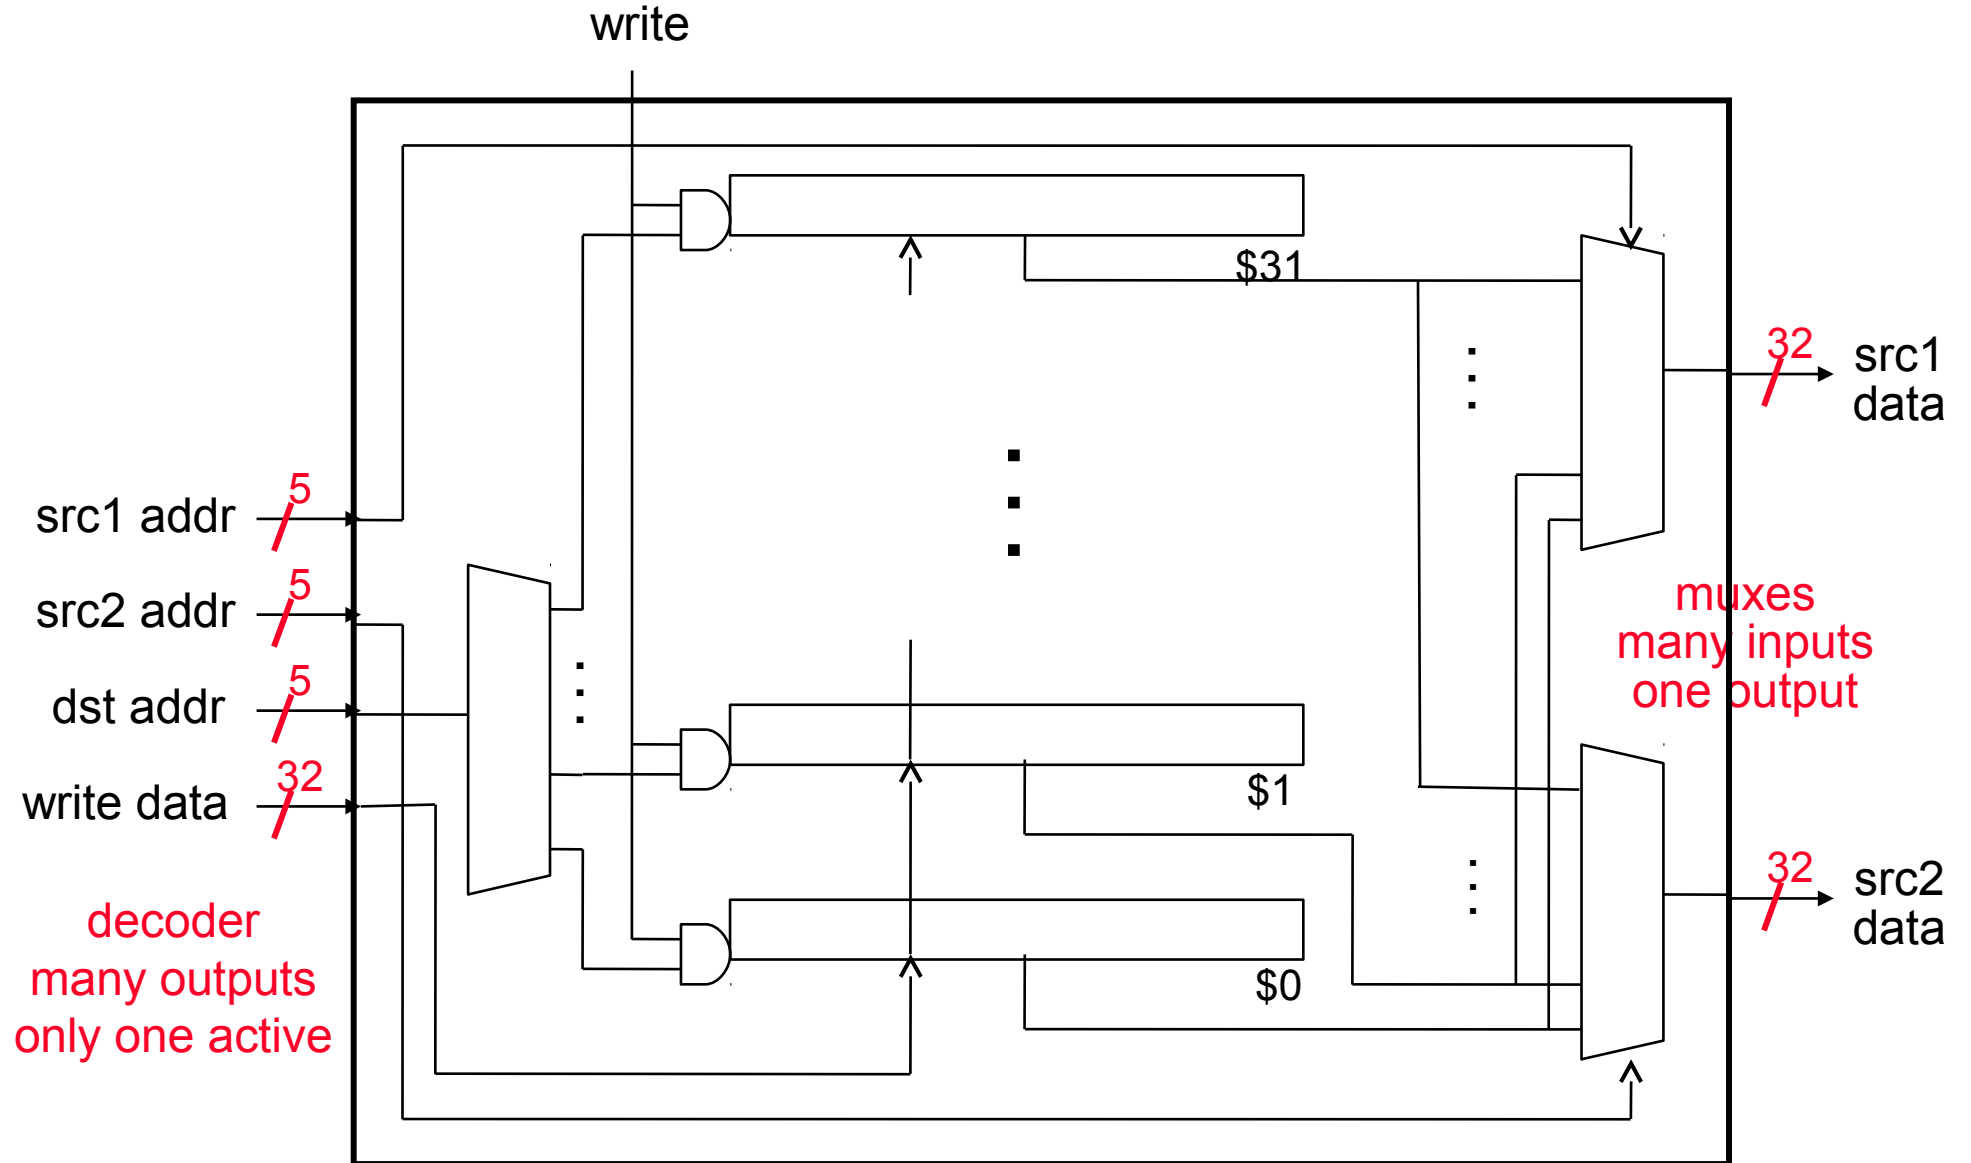 write
$31
32
src1
data
5
src1 addr
5
src2 addr
5
dst addr
32
write data
muxes
many inputs
one output
$1
32
src2
data
$0
decoder
many outputs
only one active